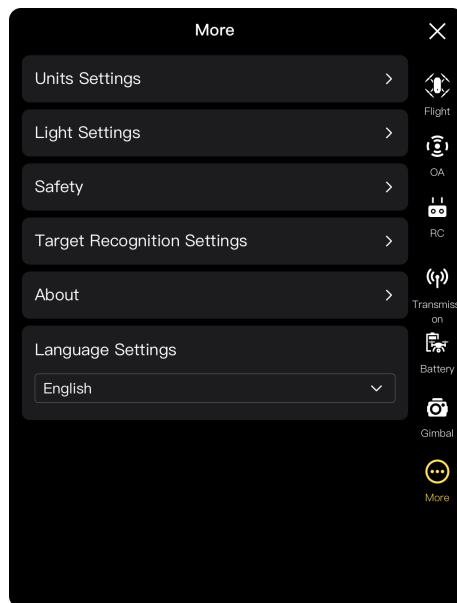 More
Units Settings
Light Settings
Safety
Target Recognition Settings
About
Language Settings
English
Flight
OA
RC
Transmiss
on
Battery
Gimbal
More